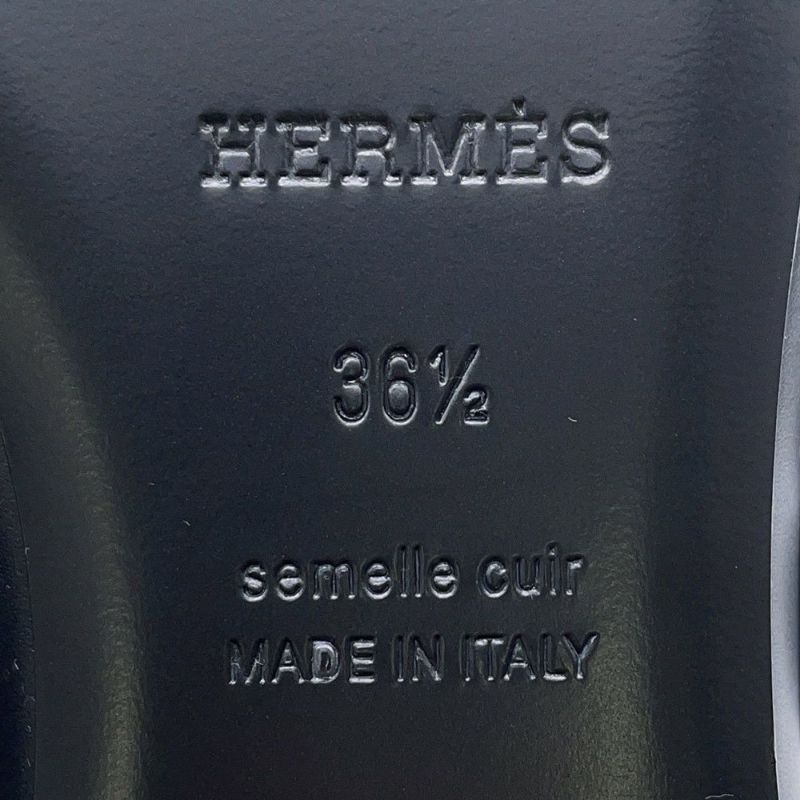 HERMÈS
36½
semelle cuir
MADE IN ITALY